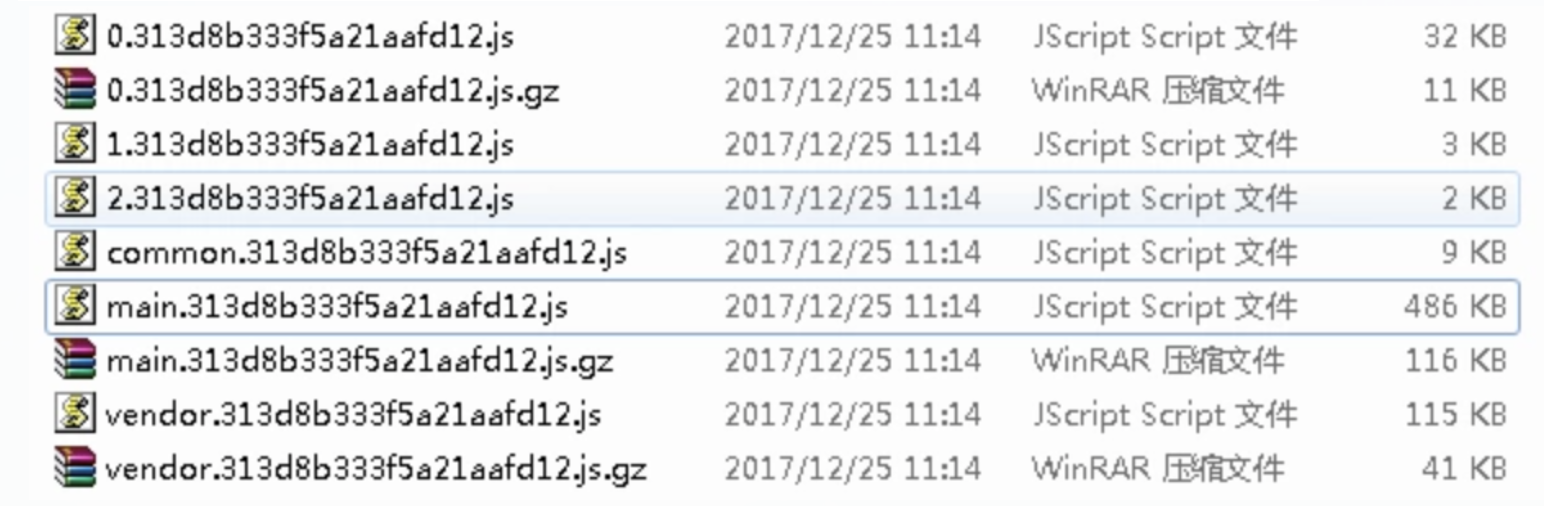 0.313d8b333f5a21aafd12.js 2017/12/25 11:14 JScript Script 文件 32 KB
0.313d8b333f5a21aafd12.js.gz 2017/12/25 11:14 WinRAR 压缩文件 11 KB
1.313d8b333f5a21aafd12.js 2017/12/25 11:14 JScript Script 文件 3 KB
2.313d8b333f5a21aafd12.js 2017/12/25 11:14 JScript Script 文件 2 KB
common.313d8b333f5a21aafd12.js 2017/12/25 11:14 JScript Script 文件 9 KB
main.313d8b333f5a21aafd12.js 2017/12/25 11:14 JScript Script 文件 486 KB
main.313d8b333f5a21aafd12.js.gz 2017/12/25 11:14 WinRAR 压缩文件 116 KB
vendor.313d8b333f5a21aafd12.js 2017/12/25 11:14 JScript Script 文件 115 KB
vendor.313d8b333f5a21aafd12.js.gz 2017/12/25 11:14 WinRAR 压缩文件 41 KB